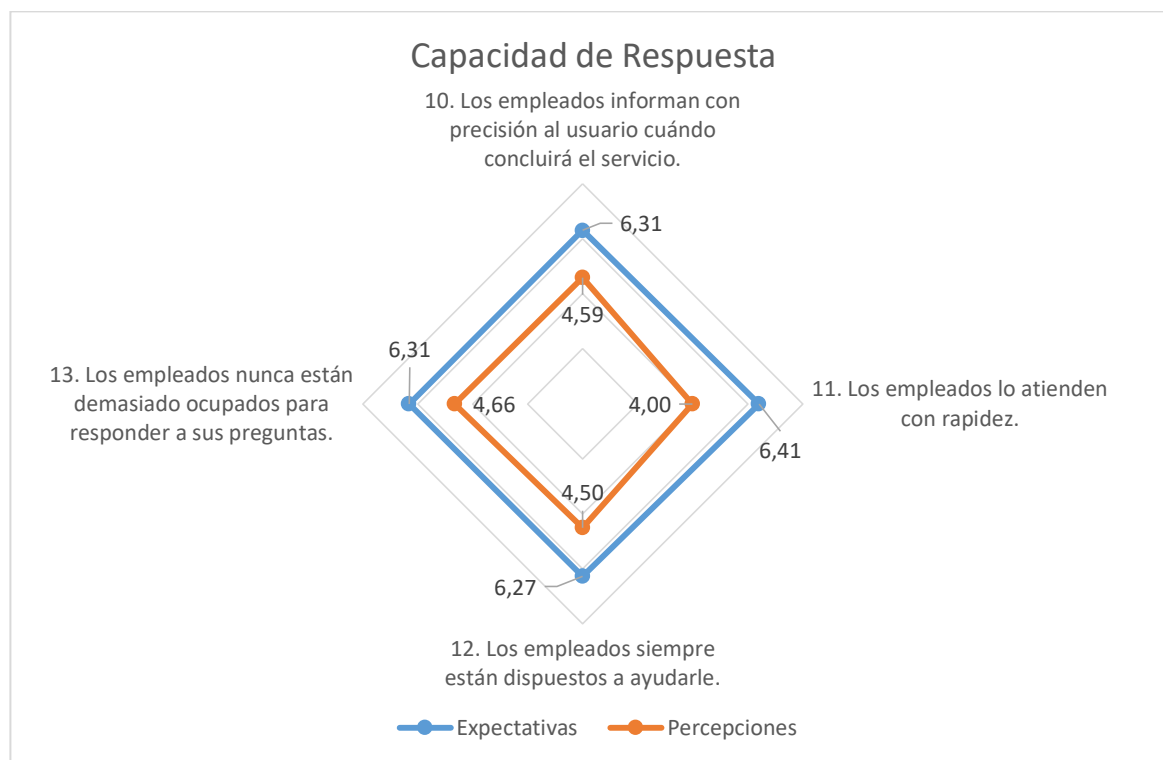 Capacidad de Respuesta
10. Los empleados informan con
precisión al usuario cuándo
concluirá el servicio.
6,31
4,59
6,31
13. Los empleados nunca están
demasiado ocupados para
responder a sus preguntas.
4,66
4,00
11. Los empleados lo atienden
con rapidez.
6,41
4,50
6,27
12. Los empleados siempre
están dispuestos a ayudarle.
Expectativas
Percepciones